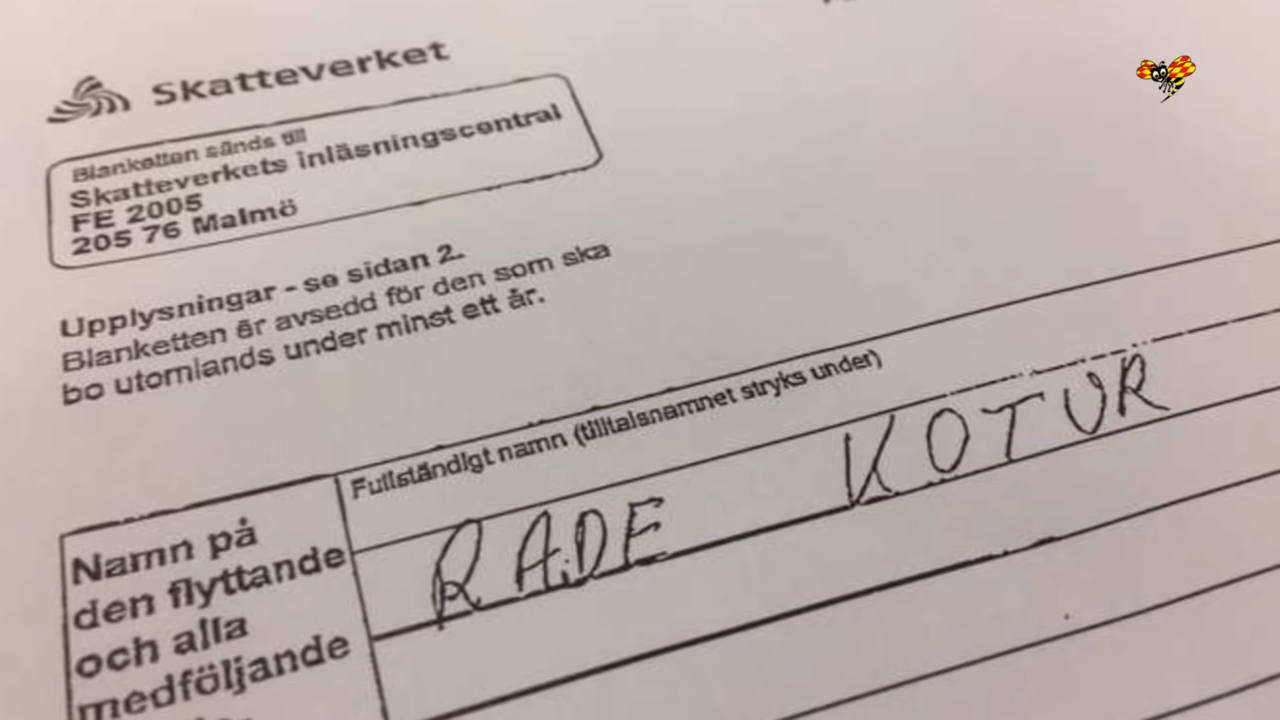 Skatteverket
Blanketten sänds till
Skatteverkets inläsningscentral
FE 2005
205 76 Malmö
Upplysningar - se sidan 2.
Blanketten är avsedd för den som ska
bo utomlands under minst ett år.
Fullständigt namn (tilltalsnamnet stryks under)
RADE KOTUR
Namn på
den flyttande
och alla
medföljande